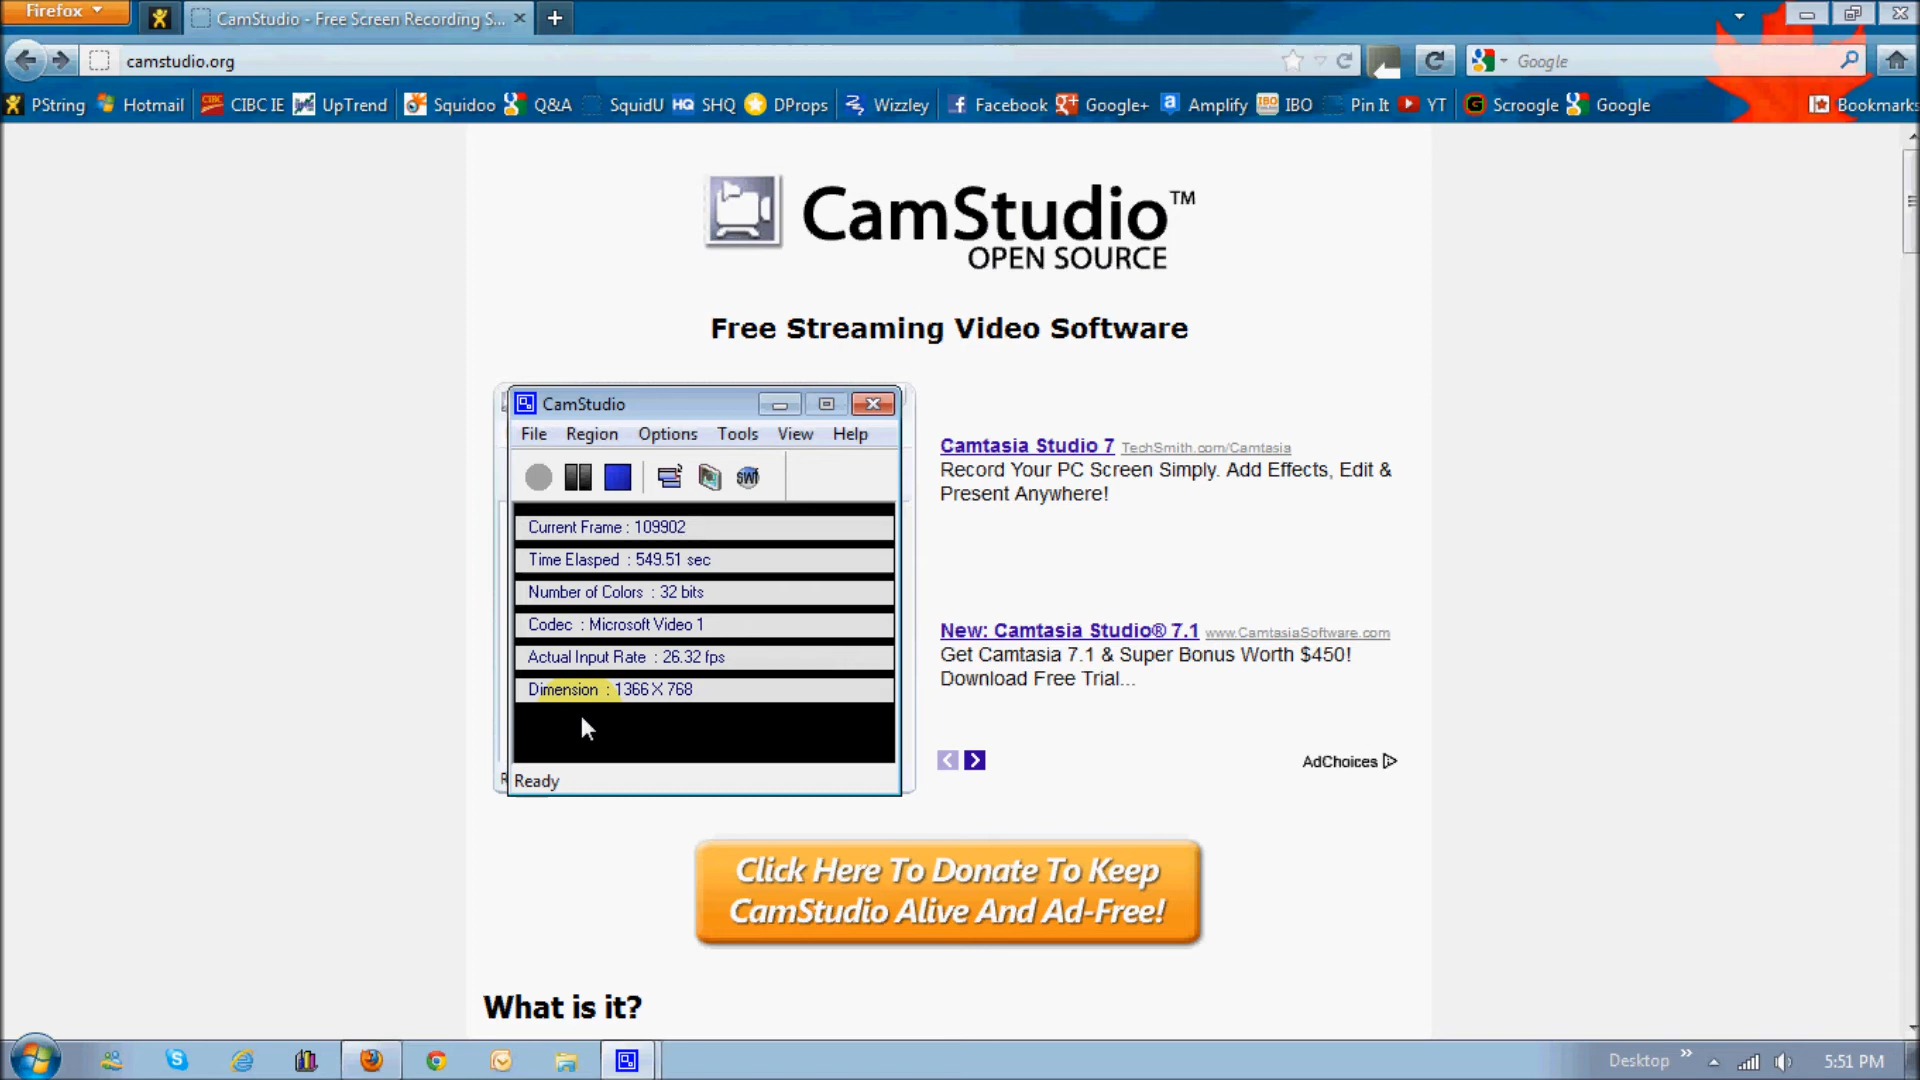 Firefox
CamStudio - Free Screen Recording S...
camstudio.org
Google
PString
Hotmail
CIBC IE
UpTrend
Squidoo
Q&A
SquidU
SHQ
DProps
Wizzley
Facebook
Google+
Amplify
IBO
Pin It
YT
Scroogle
Google
Bookmarks
CamStudio™
OPEN SOURCE
Free Streaming Video Software
CamStudio
File Region Options Tools View Help
SWF
Current Frame : 109902
Time Elasped : 549.51 sec
Number of Colors : 32 bits
Codec : Microsoft Video 1
Actual Input Rate : 26.32 fps
Dimension : 1366 X 768
Ready
Camtasia Studio 7 TechSmith.com/Camtasia
Record Your PC Screen Simply. Add Effects, Edit &
Present Anywhere!
New: Camtasia Studio® 7.1 www.CamtasiaSoftware.com
Get Camtasia 7.1 & Super Bonus Worth $450!
Download Free Trial...
AdChoices
Click Here To Donate To Keep
CamStudio Alive And Ad-Free!
What is it?
Desktop
5:51 PM